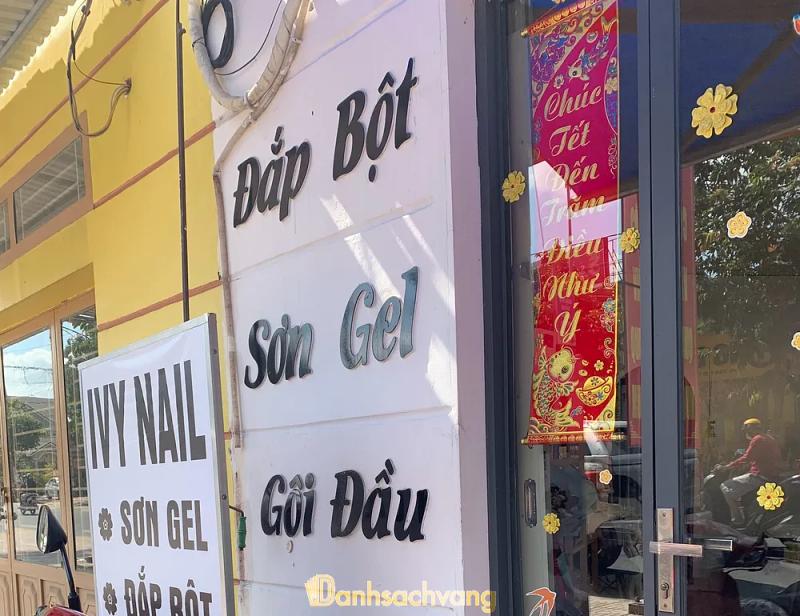 Đắp Bột
Sơn Gel
Gội Đầu
IVY NAIL
SƠN GEL
ĐẮP BỘT
Chúc
Tết
Đến
Trăm
Điều
Như
Ý
Danhsachvang